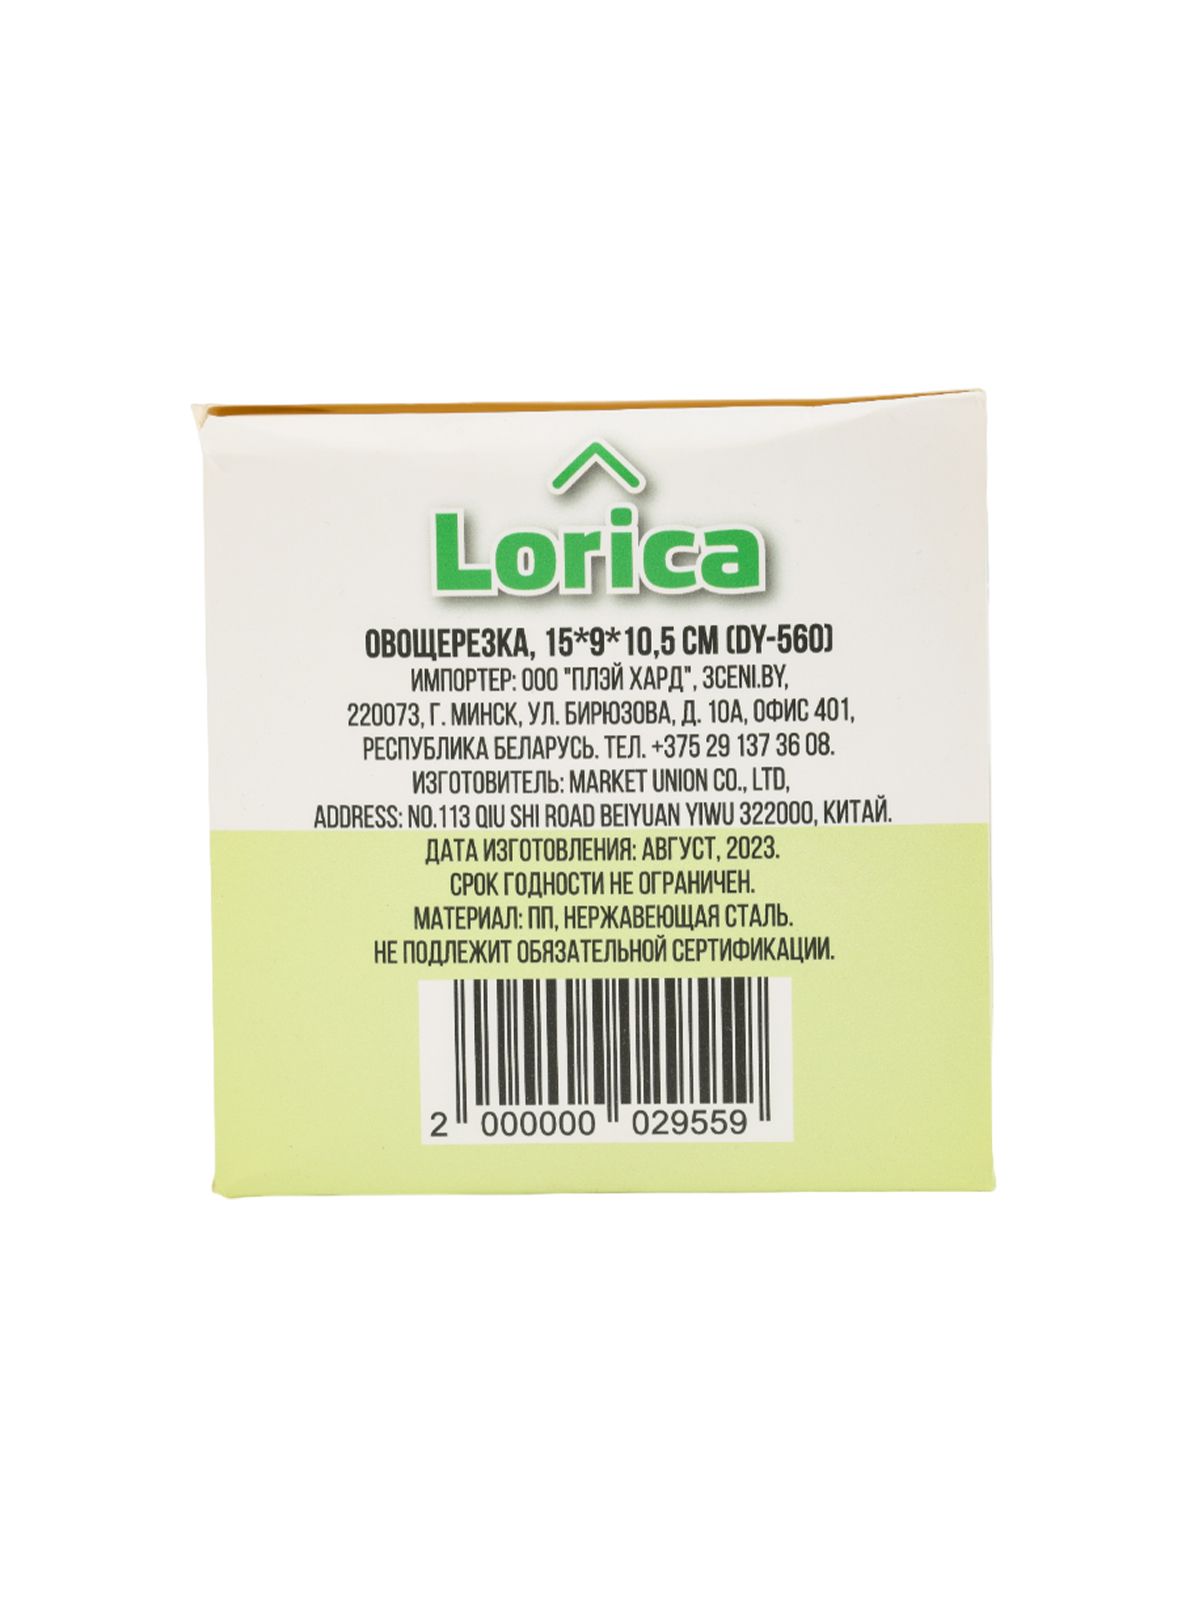 Lorica
ОВОЩЕРЕЗКА, 15*9*10,5 СМ (DY-560)
ИМПОРТЕР: ООО "ПЛЭЙ ХАРД", 3CENI.BY,
220073, Г. МИНСК, УЛ. БИРЮЗОВА, Д. 10А, ОФИС 401,
РЕСПУБЛИКА БЕЛАРУСЬ. ТЕЛ. +375 29 137 36 08.
ИЗГОТОВИТЕЛЬ: MARKET UNION CO., LTD,
ADDRESS: NO.113 QIU SHI ROAD BEIYUAN YIWU 322000, КИТАЙ.
ДАТА ИЗГОТОВЛЕНИЯ: АВГУСТ, 2023.
СРОК ГОДНОСТИ НЕ ОГРАНИЧЕН.
МАТЕРИАЛ: ПП, НЕРЖАВЕЮЩАЯ СТАЛЬ.
НЕ ПОДЛЕЖИТ ОБЯЗАТЕЛЬНОЙ СЕРТИФИКАЦИИ.
2 000000 029559